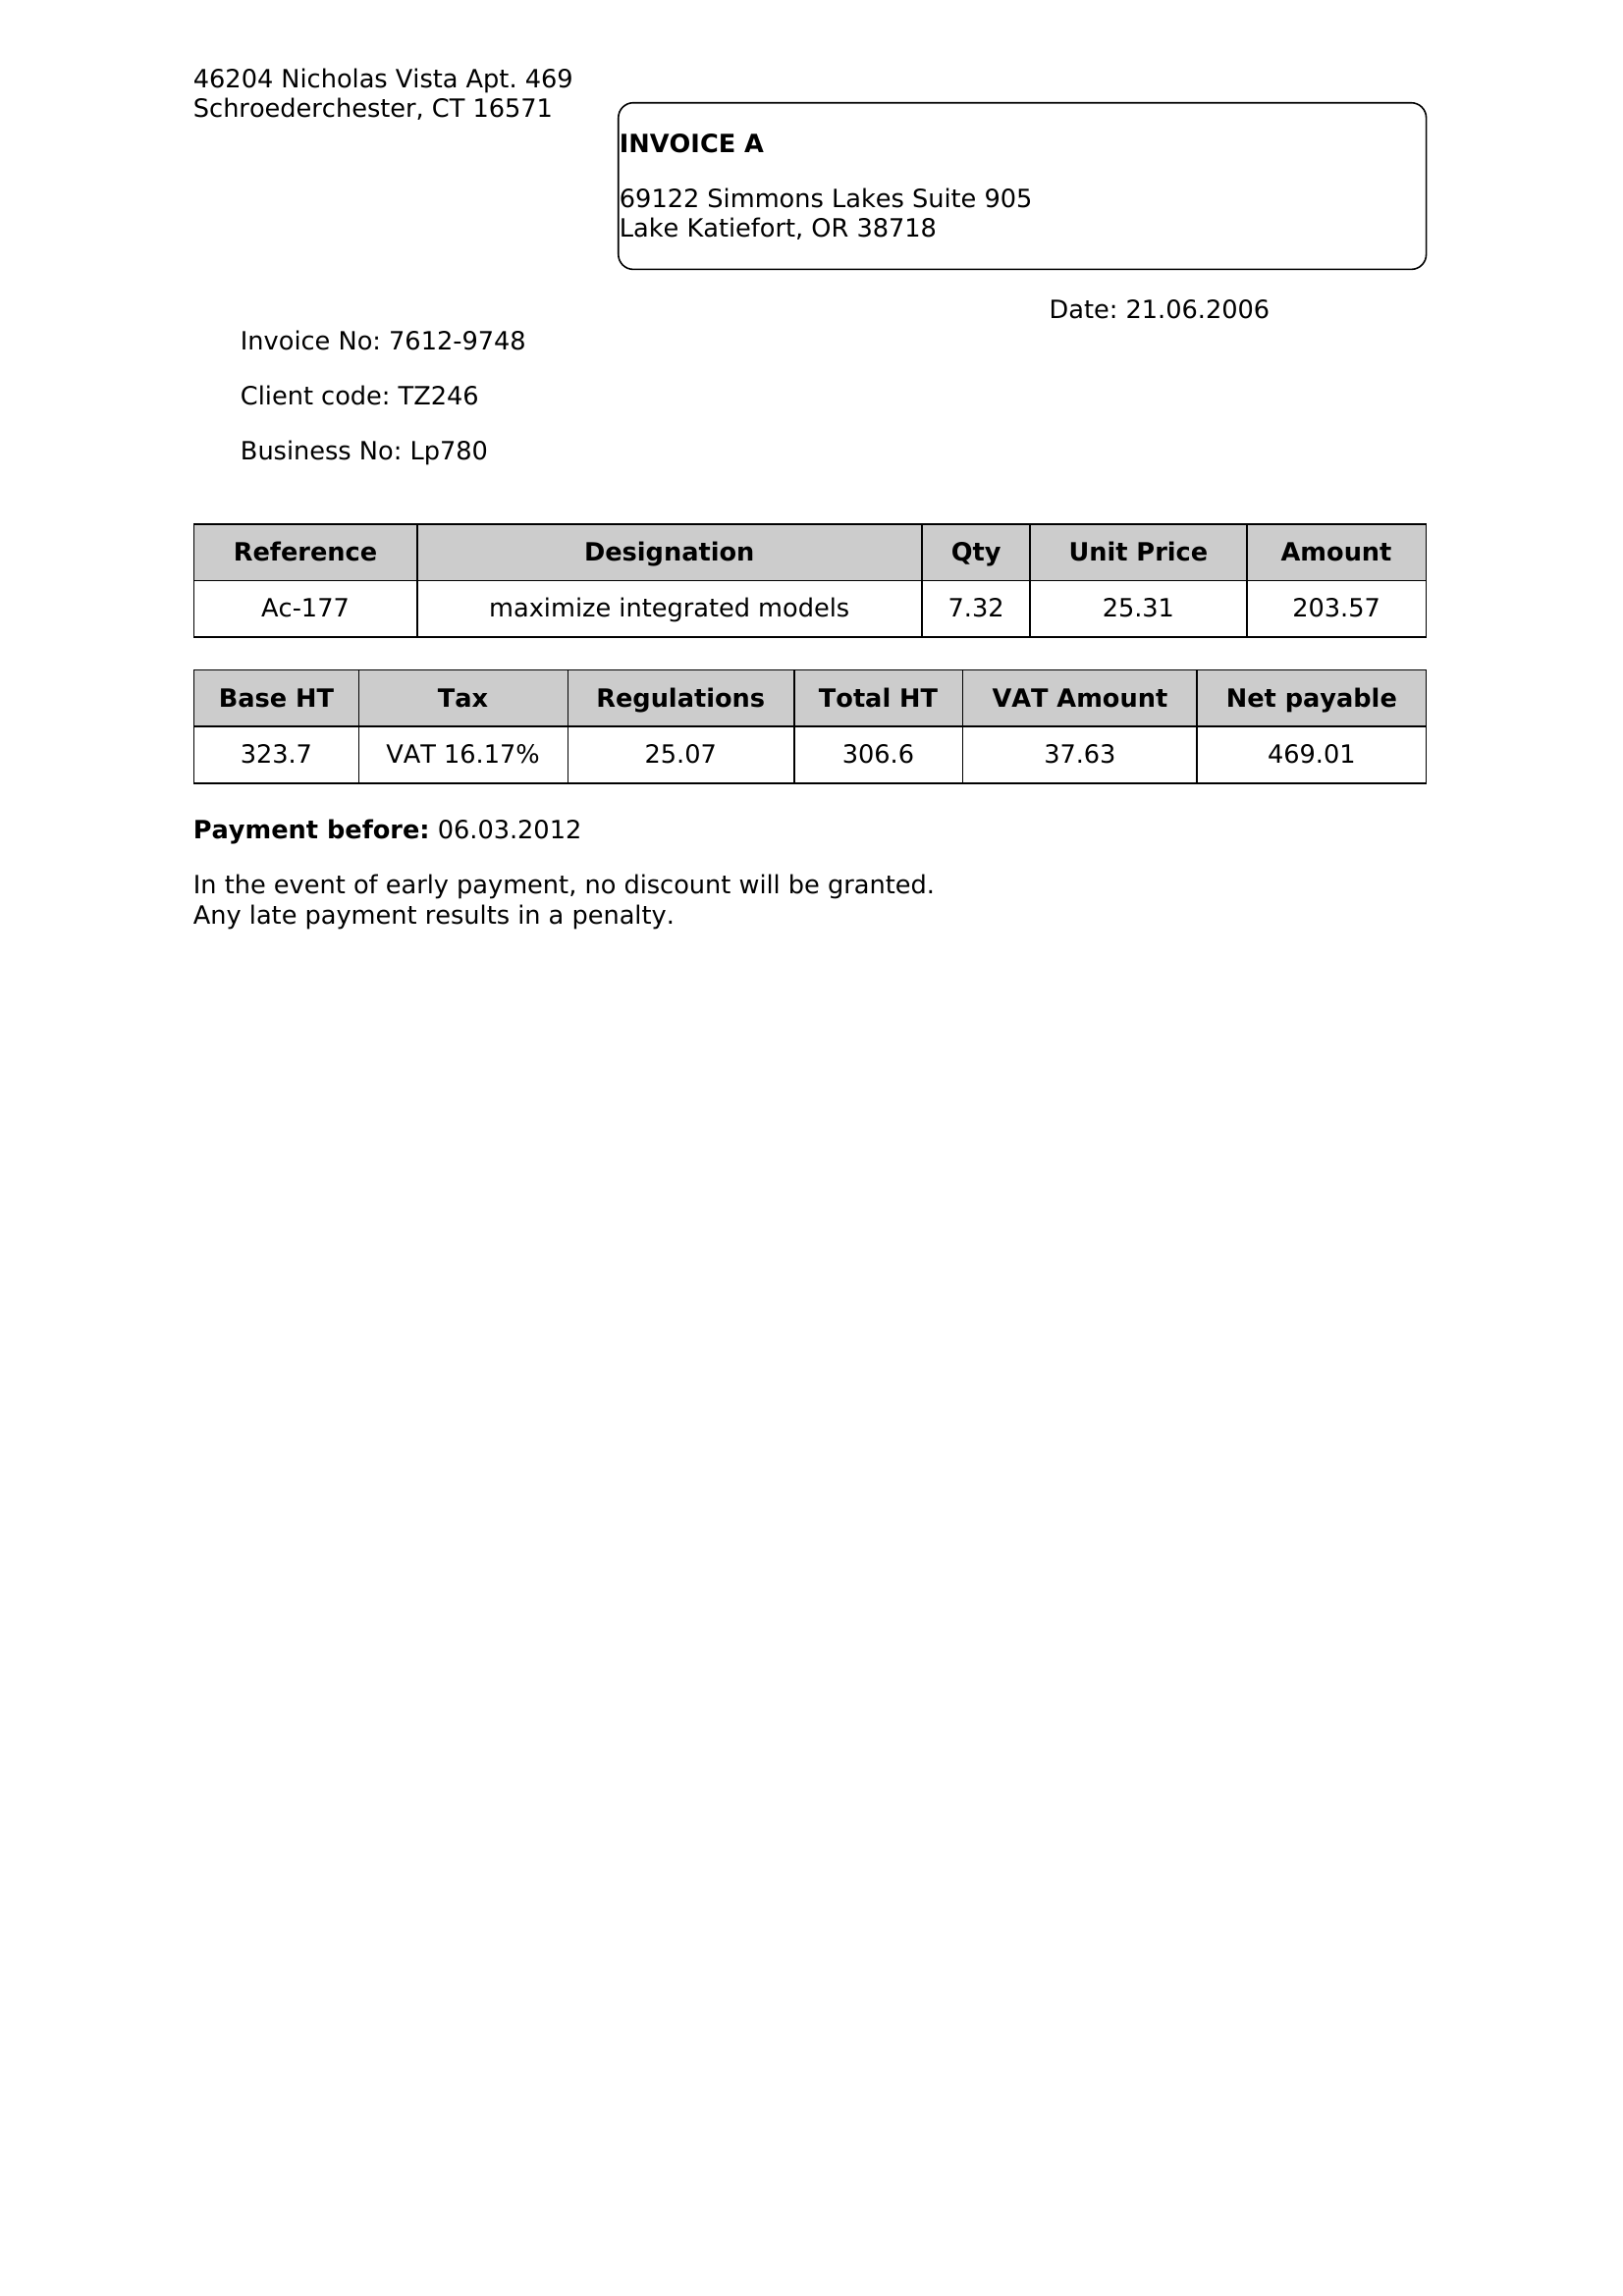 46204 Nicholas Vista Apt. 469
Schroederchester, CT 16571
INVOICE A
69122 Simmons Lakes Suite 905
Lake Katiefort, OR 38718
Date: 21.06.2006
Invoice No: 7612-9748
Client code: TZ246
Business No: Lp780
Reference Designation Qty Unit Price Amount
Ac-177 maximize integrated models 7.32 25.31 203.57
Base HT Tax Regulations Total HT VAT Amount Net payable
323.7 VAT 16.17% 25.07 306.6 37.63 469.01
Payment before: 06.03.2012
In the event of early payment, no discount will be granted.
Any late payment results in a penalty.